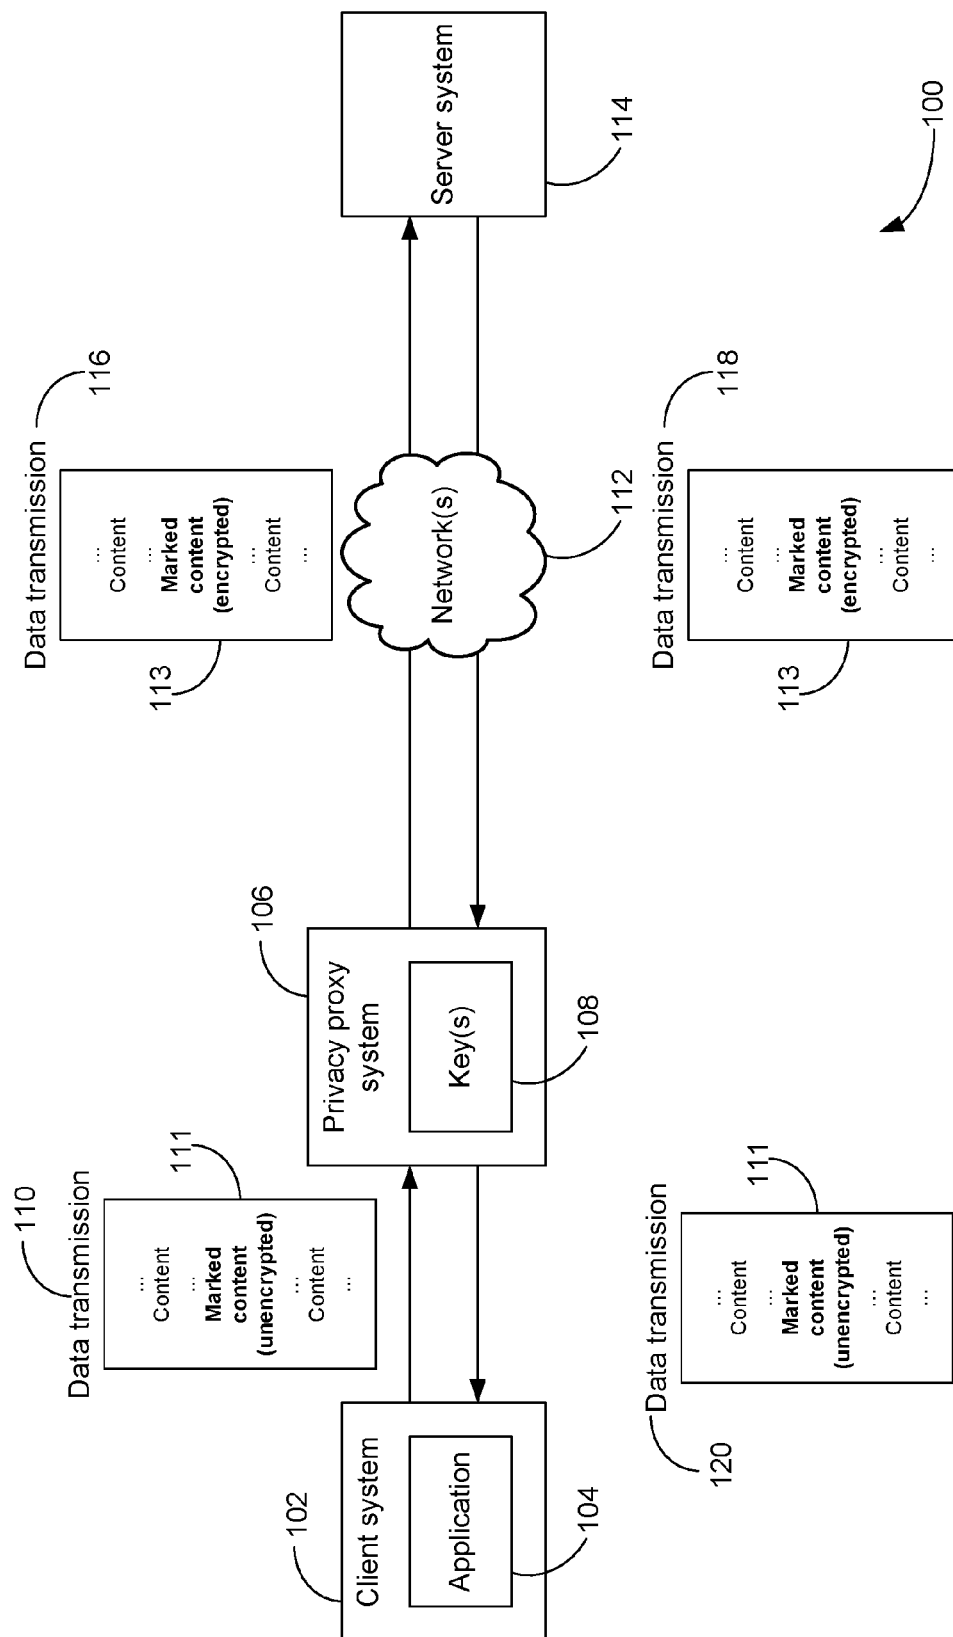 110
Data transmission
...
Content
...
Marked
content
(unencrypted)
...
Content
...
111
Data transmission
116
...
Content
...
Marked
content
(encrypted)
...
Content
...
113
102
Client system
Application
104
106
Privacy proxy
system
Key(s)
108
Network(s)
112
Server system
114
120
Data transmission
...
Content
...
Marked
content
(unencrypted)
...
Content
...
111
Data transmission
118
...
Content
...
Marked
content
(encrypted)
...
Content
...
113
100